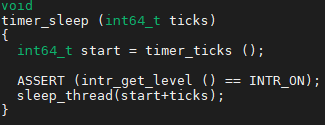 void
timer_sleep (int64_t ticks)
{
  int64_t start = timer_ticks ();

  ASSERT (intr_get_level () == INTR_ON);
  sleep_thread(start+ticks);
}